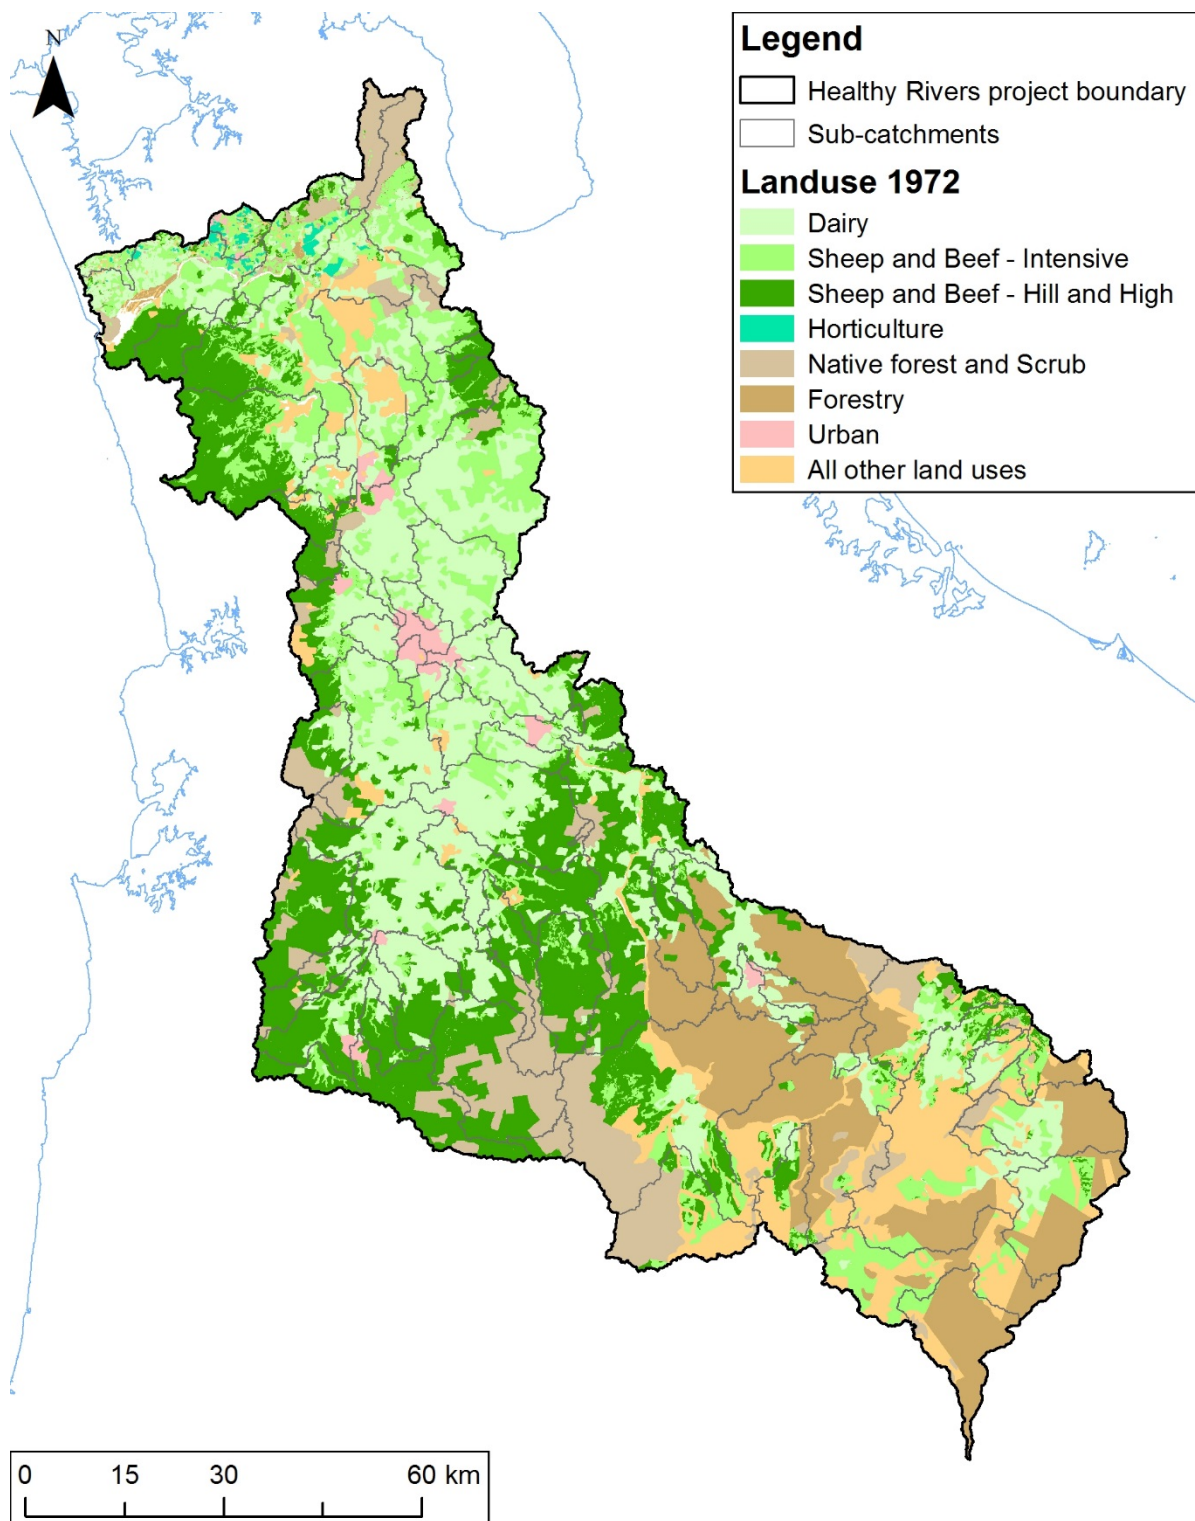 N
Legend
Healthy Rivers project boundary
Sub-catchments
Landuse 1972
Dairy
Sheep and Beef - Intensive
Sheep and Beef - Hill and High
Horticulture
Native forest and Scrub
Forestry
Urban
All other land uses
0 15 30 60 km